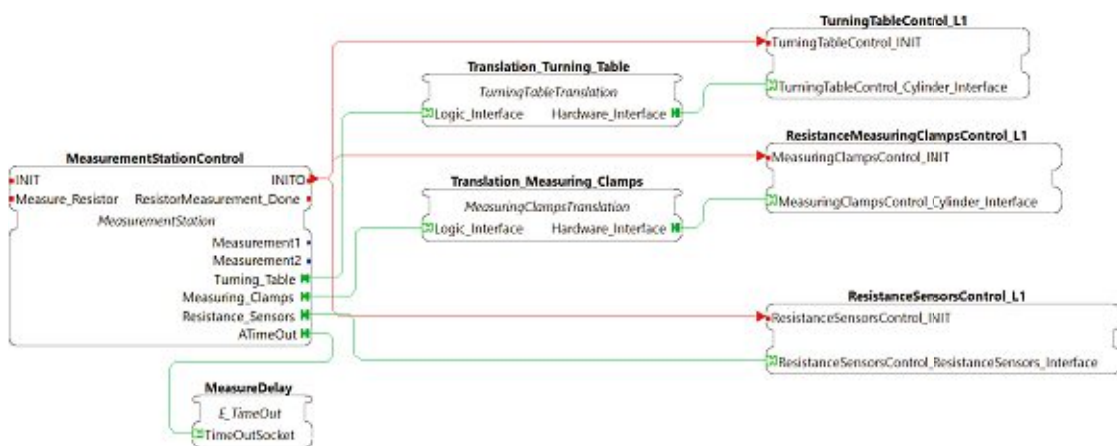 TurningTableControl_L1
TurningTableControl_INIT
TurningTableControl_Cylinder_Interface
Translation_Turning_Table
TurningTableTranslation
Logic_Interface Hardware_Interface
ResistanceMeasuringClampsControl_L1
MeasuringClampsControl_INIT
MeasuringClampsControl_Cylinder_Interface
MeasurementStationControl
INIT INITO
Measure_Resistor ResistorMeasurement_Done
MeasurementStation
Measurement1
Measurement2
Turning_Table
Measuring_Clamps
Resistance_Sensors
ATimeOut
Translation_Measuring_Clamps
MeasuringClampsTranslation
Logic_Interface Hardware_Interface
ResistanceSensorsControl_L1
ResistanceSensorsControl_INIT
ResistanceSensorsControl_ResistanceSensors_Interface
MeasureDelay
E_TimeOut
TimeOutSocket